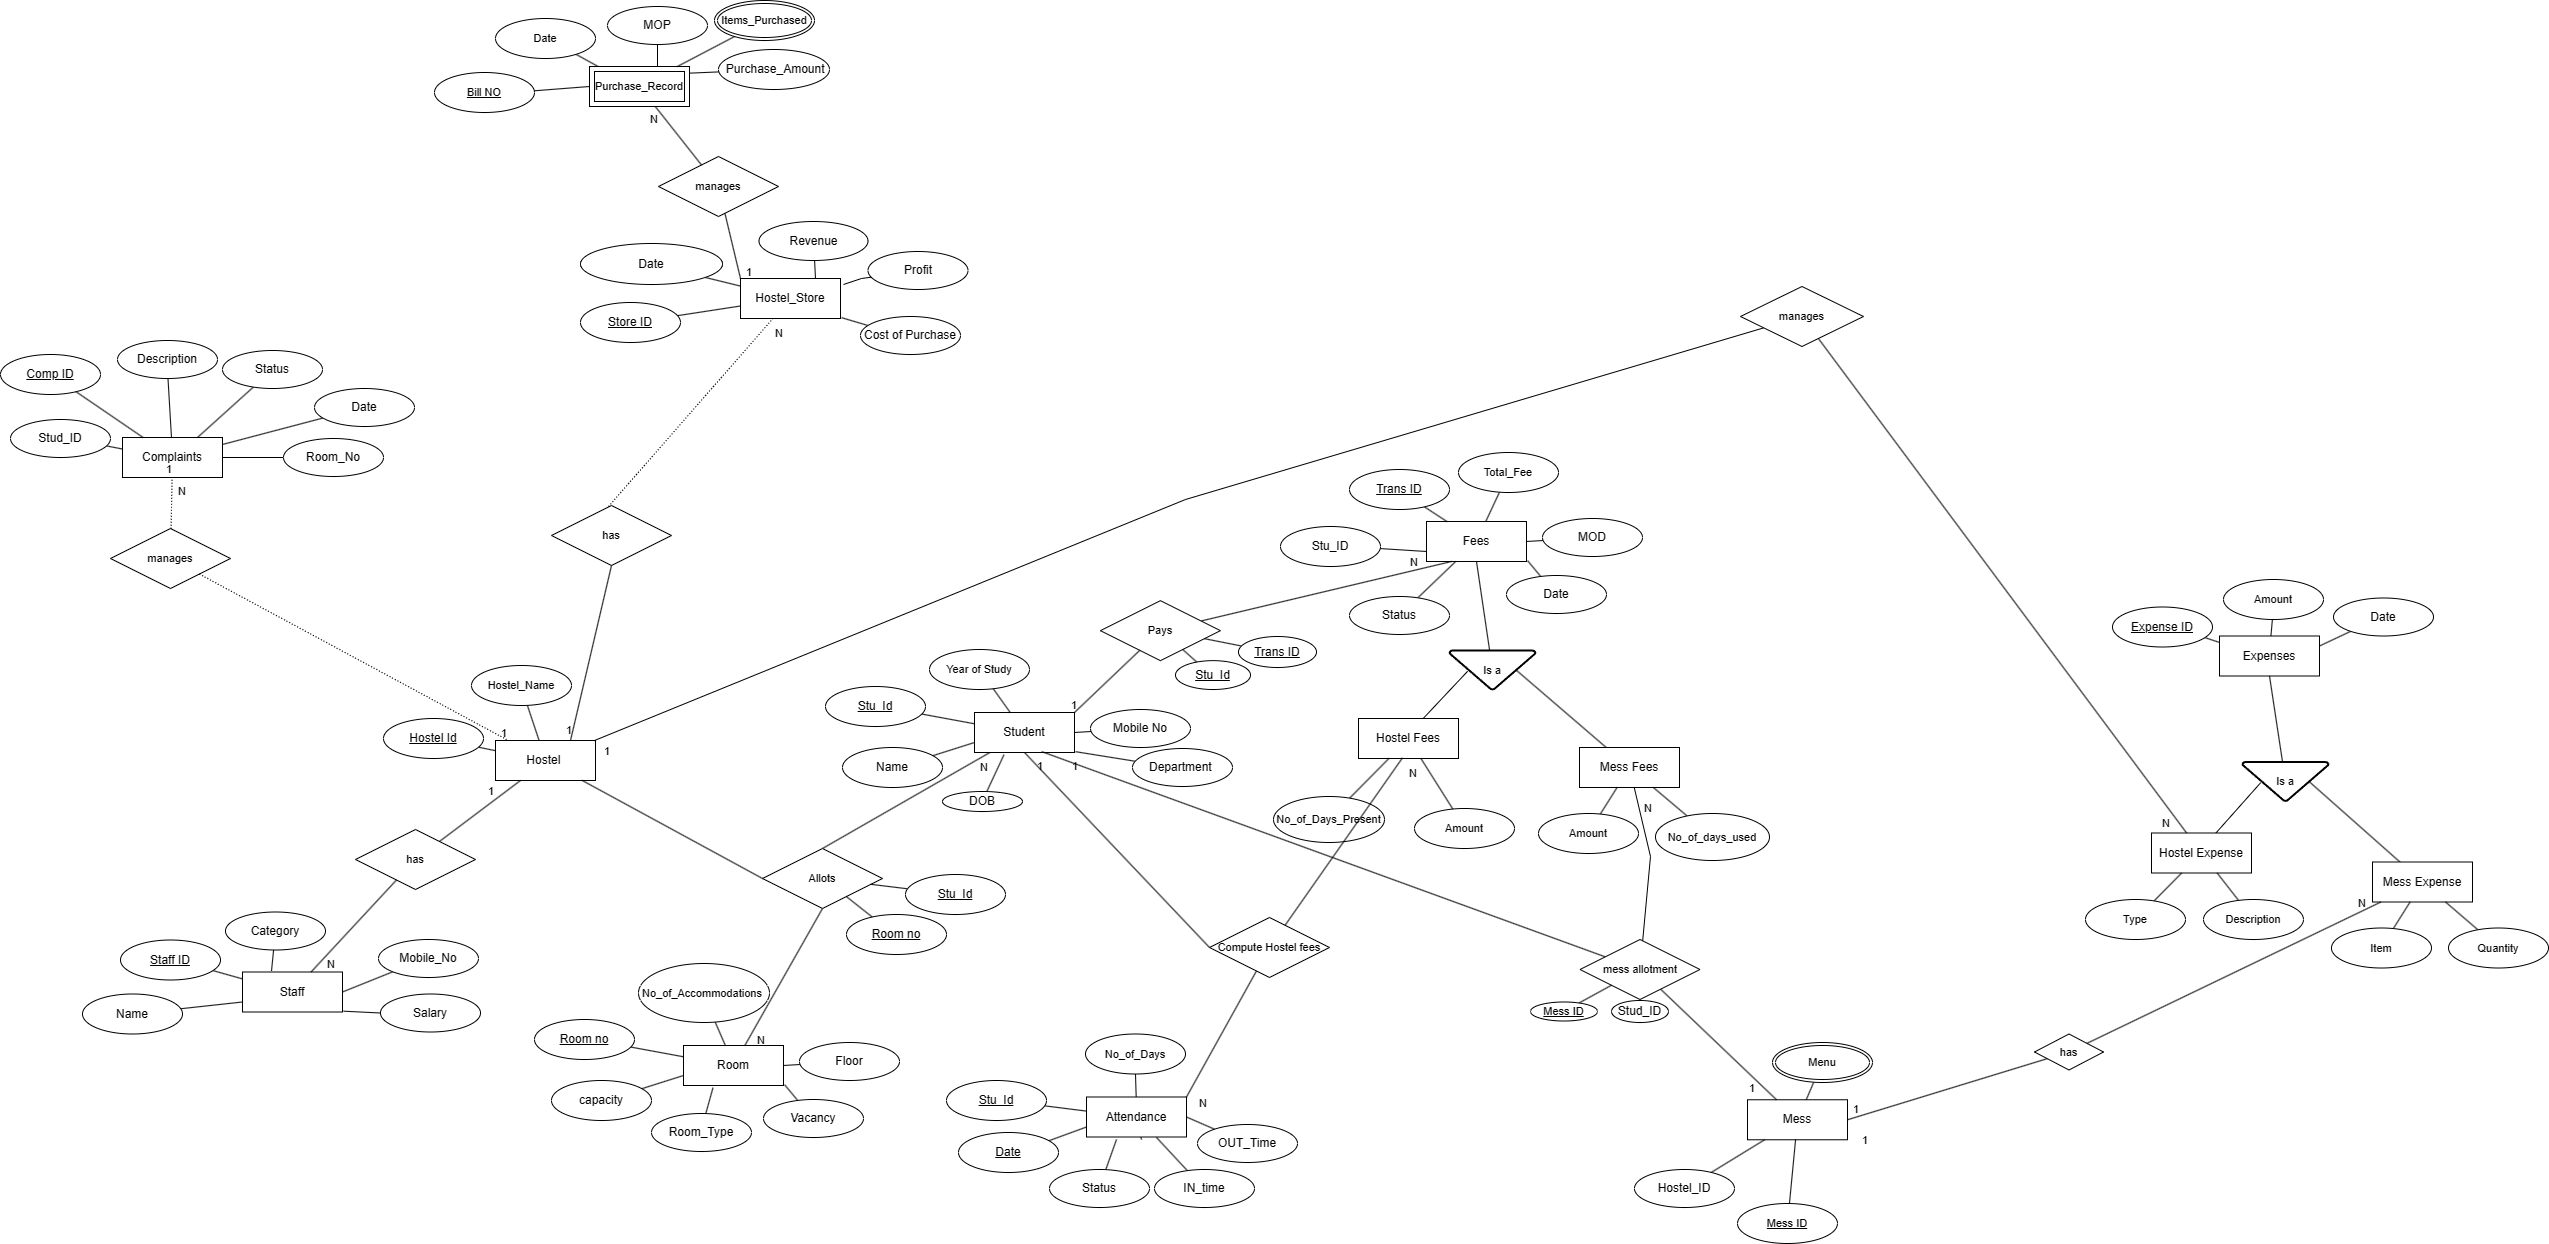 Items_Purchased
MOP
Date
Purchase_Amount
Purchase_Record
Bill NO
N
manages
Revenue
Date
Profit
1
Hostel_Store
Store ID
Cost of Purchase
N
manages
Description
Status
Comp ID
Date
Stud_ID
Complaints
Room_No
1
N
manages
has
Total_Fee
Trans ID
MOD
Fees
Stu_ID
N
Date
Status
Pays
Trans ID
Stu_Id
Is a
Amount
Date
Expense ID
Expenses
Is a
Hostel_Name
Hostel Id
1
1
1
Hostel
1
Year of Study
Stu_Id
1
Mobile No
Student
Name
N
1
1
Department
DOB
Hostel Fees
N
No_of_Days_Present
Amount
Mess Fees
N
Amount
No_of_days_used
N
Hostel Expense
Type
Description
Mess Expense
N
Item
Quantity
has
Allots
Stu_Id
Room no
Category
Staff ID
N
Mobile_No
Staff
Name
Salary
Compute Hostel fees
mess allotment
Mess ID
Stud_ID
No_of_Accommodations
Room no
N
Room
Floor
capacity
Vacancy
Room_Type
No_of_Days
Stu_Id
N
Attendance
Date
OUT_Time
Status
IN_time
has
Menu
1
1
Mess
1
Hostel_ID
Mess ID